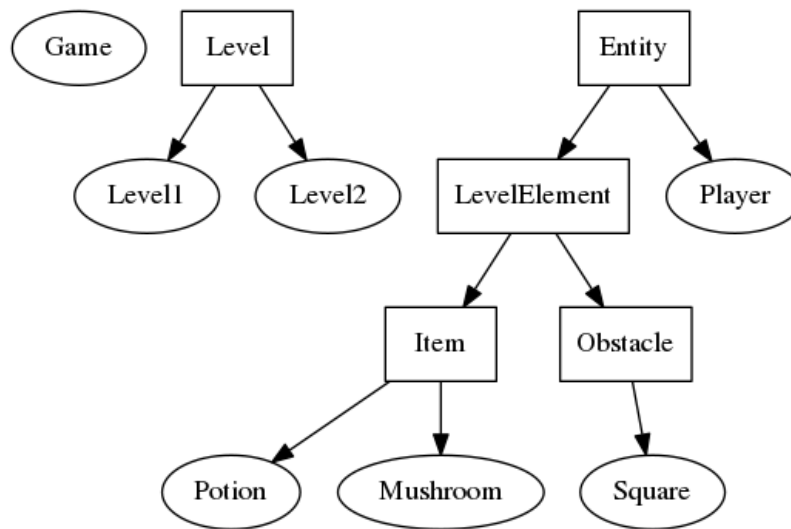 Game
Level
Entity
Level1
Level2
LevelElement
Player
Item
Obstacle
Potion
Mushroom
Square